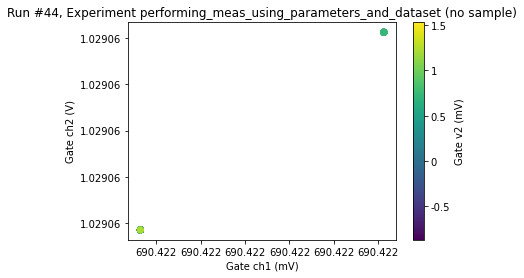 Run #44, Experiment performing_meas_using_parameters_and_dataset (no sample)
1.02906
1.02906
1.02906
1.02906
1.02906
Gate ch2 (V)
690.422 690.422 690.422 690.422 690.422 690.422
Gate ch1 (mV)
1.5
1
0.5
0
-0.5
Gate v2 (mV)